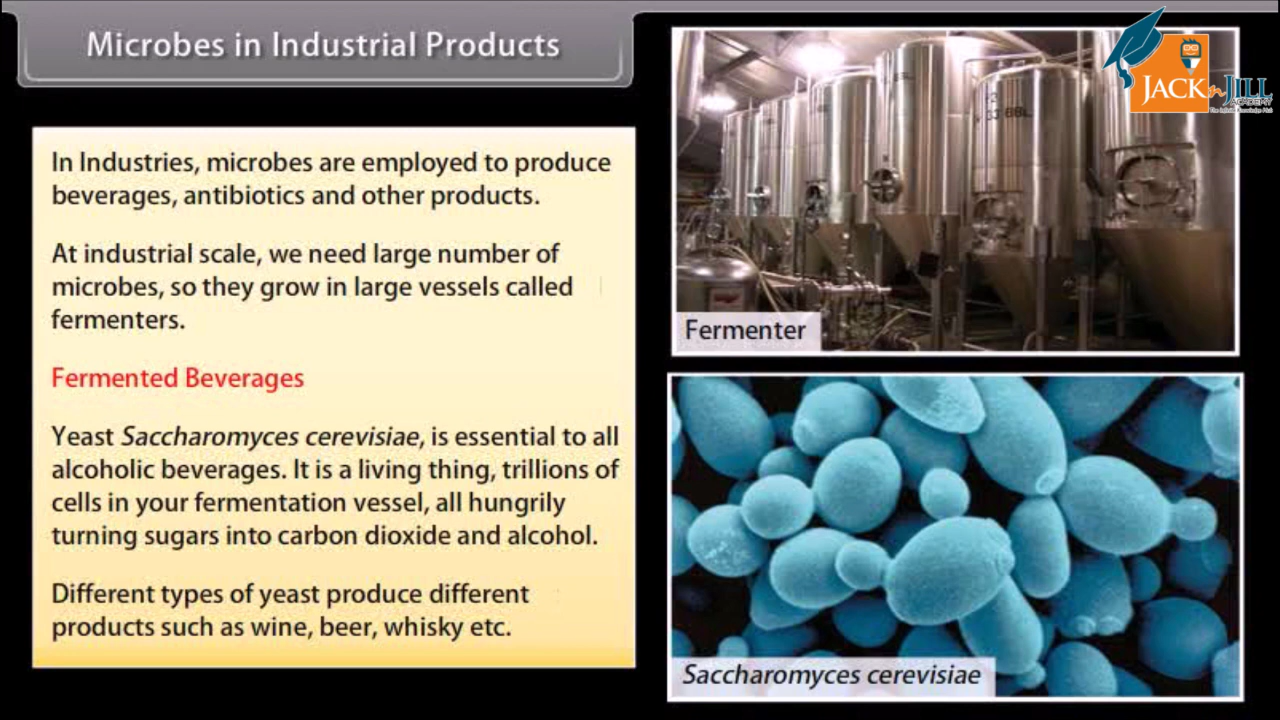 Microbes in Industrial Products
In Industries, microbes are employed to produce
beverages, antibiotics and other products.
At industrial scale, we need large number of
microbes, so they grow in large vessels called
fermenters.
Fermented Beverages
Yeast Saccharomyces cerevisiae, is essential to all
alcoholic beverages. It is a living thing, trillions of
cells in your fermentation vessel, all hungrily
turning sugars into carbon dioxide and alcohol.
Different types of yeast produce different
products such as wine, beer, whisky etc.
JACK n JILL
ACADEMY
Fermenter
Saccharomyces cerevisiae